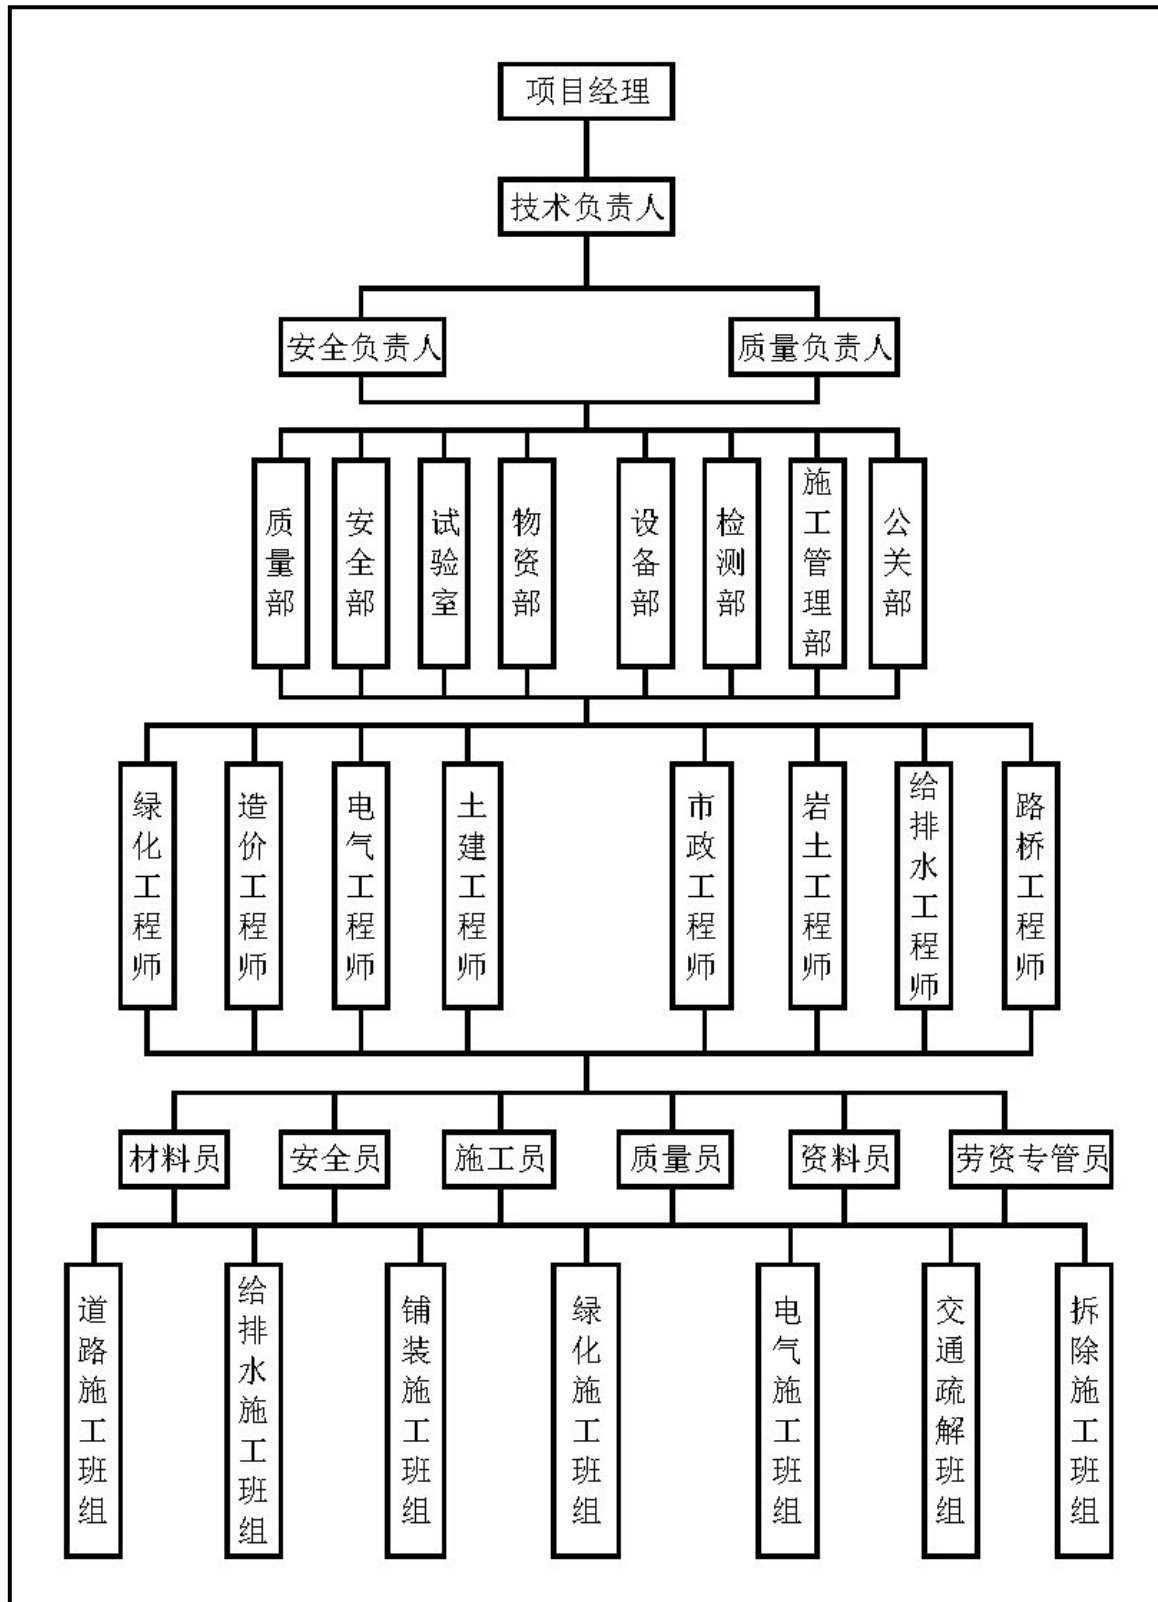 项目经理
技术负责人
安全负责人
质量负责人
质量部
安全部
试验室
物资部
设备部
检测部
施工管理部
公关部
绿化工程师
造价工程师
电气工程师
土建工程师
市政工程师
岩土工程师
给排水工程师
路桥工程师
材料员
安全员
施工员
质量员
资料员
劳资专管员
道路施工班组
给排水施工班组
铺装施工班组
绿化施工班组
电气施工班组
交通疏解班组
拆除施工班组